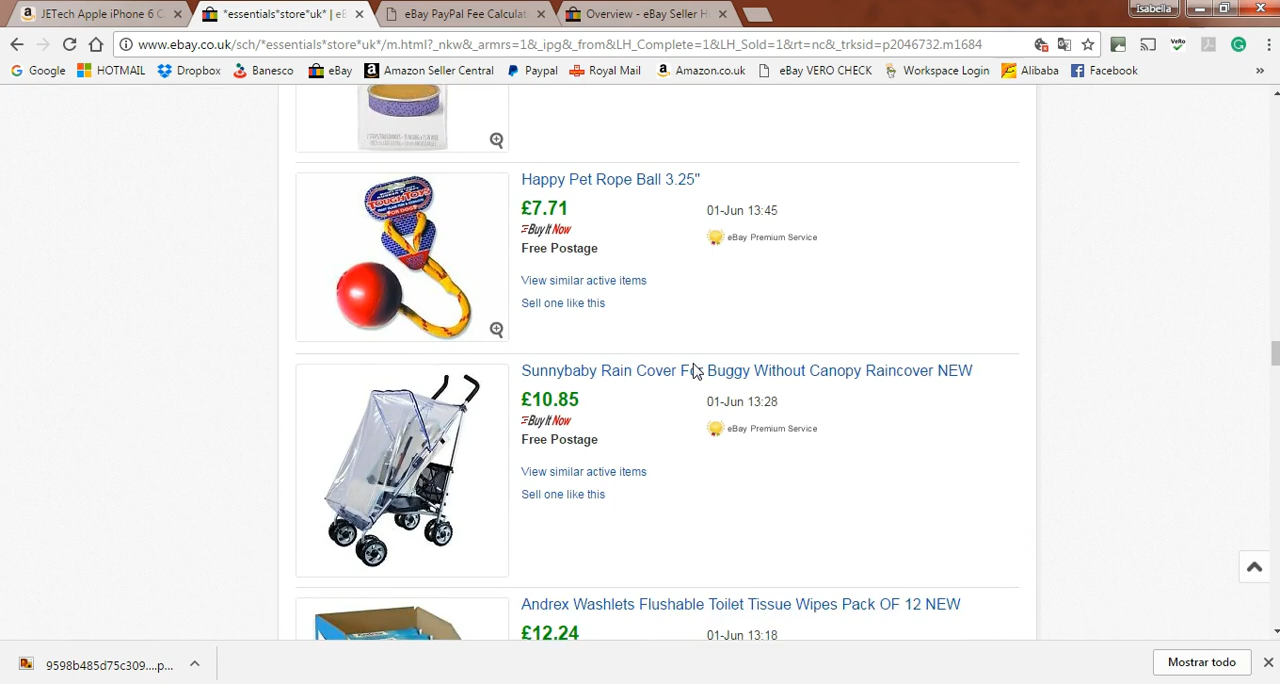 JETech Apple iPhone 6 C
*essentials*store*uk* | eB
eBay PayPal Fee Calculat
Overview - eBay Seller H
Isabella
www.ebay.co.uk/sch/*essentials*store*uk*/m.html?_nkw&_armrs=1&_ipg&_from&LH_Complete=1&LH_Sold=1&rt=nc&_trksid=p2046732.m1684
Google HOTMAIL Dropbox Banesco eBay Amazon Seller Central Paypal Royal Mail Amazon.co.uk eBay VERO CHECK Workspace Login Alibaba Facebook »
Happy Pet Rope Ball 3.25"
£7.71
01-Jun 13:45
Buy It Now
eBay Premium Service
Free Postage
View similar active items
Sell one like this
TOUGH TOYS
Sunnybaby Rain Cover For Buggy Without Canopy Raincover NEW
£10.85
01-Jun 13:28
Buy It Now
eBay Premium Service
Free Postage
View similar active items
Sell one like this
Andrex Washlets Flushable Toilet Tissue Wipes Pack OF 12 NEW
£12.24
01-Jun 13:18
9598b485d75c309....p...
Mostrar todo